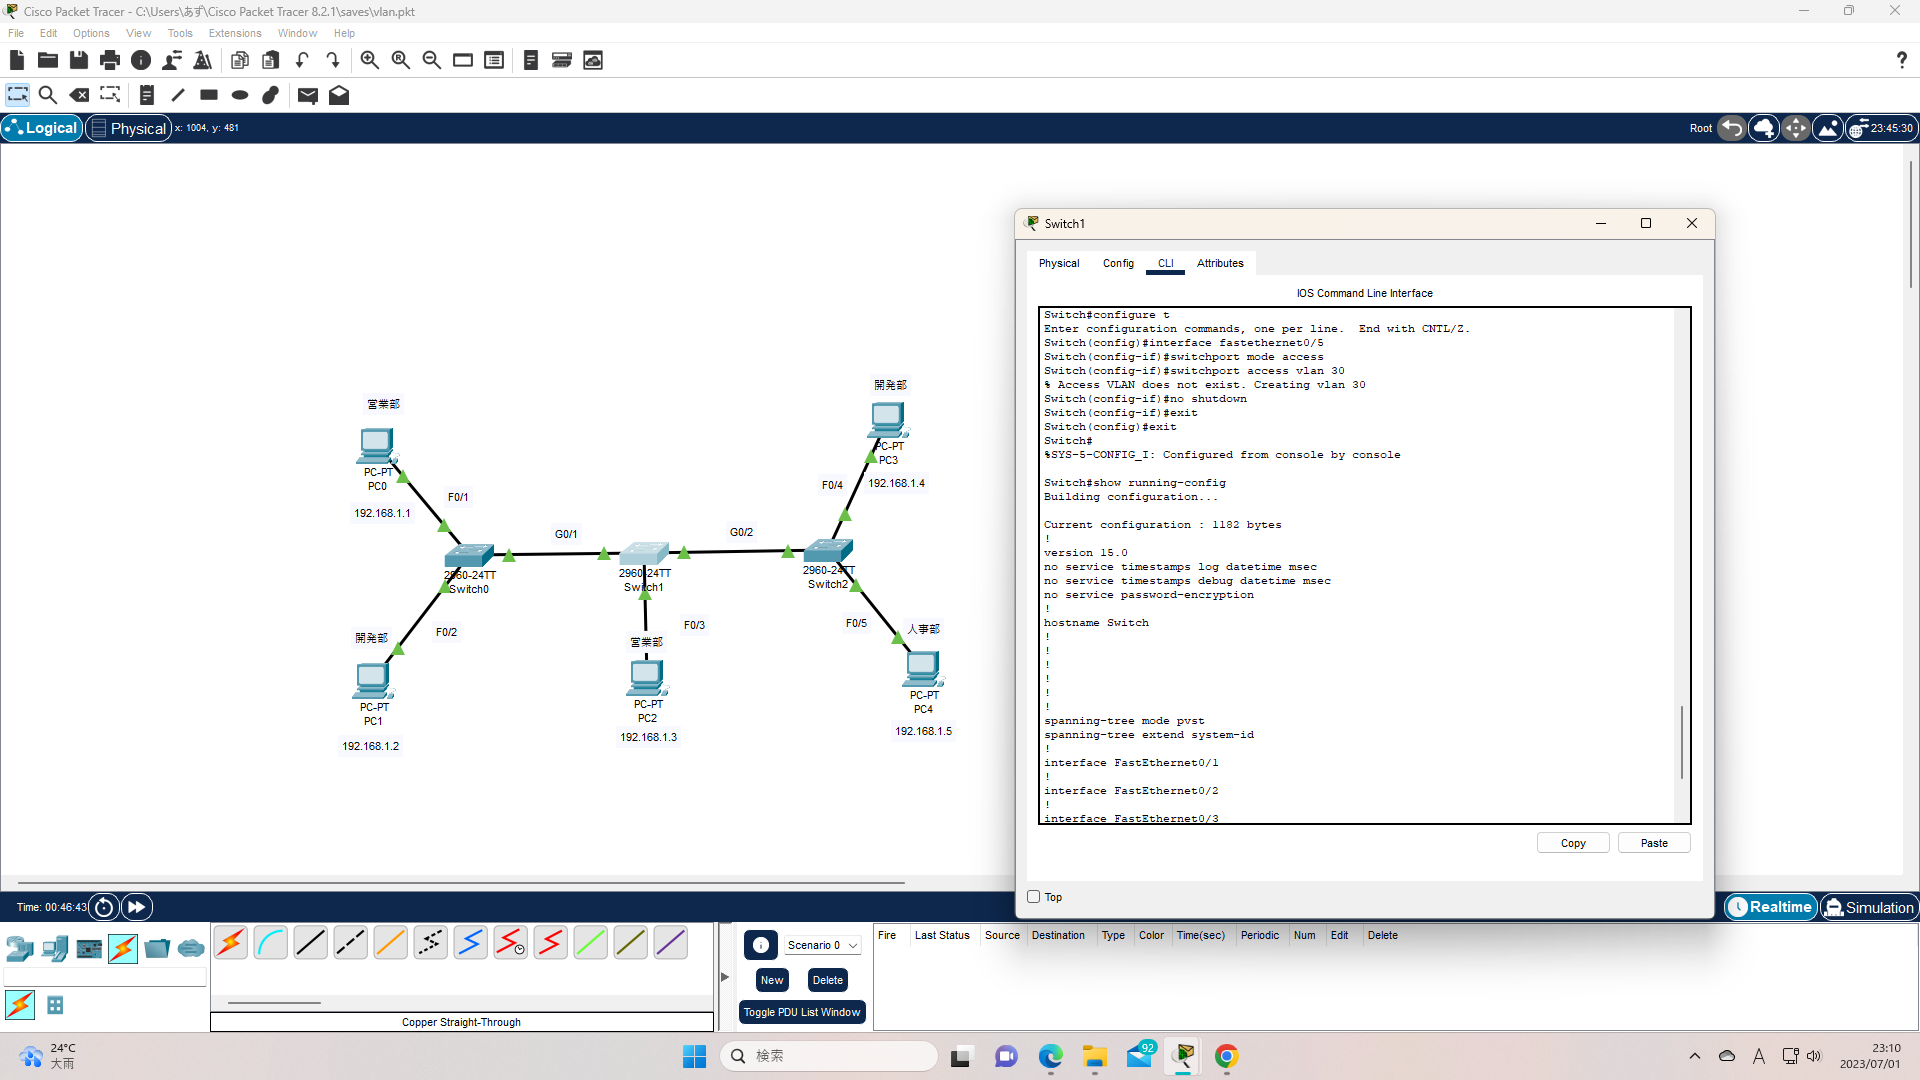 Cisco Packet Tracer - C:\Users\あず\Cisco Packet Tracer 8.2.1\saves\vlan.pkt
File Edit Options View Tools Extensions Window Help
Logical Physical x: 1004, y: 481
Root 23:45:30
営業部
PC-PT
PC0
192.168.1.1
F0/1
G0/1
2960-24TT
Switch0
F0/2
開発部
PC-PT
PC1
192.168.1.2
2960-24TT
Switch1
F0/3
営業部
PC-PT
PC2
192.168.1.3
G0/2
開発部
PC-PT
PC3
192.168.1.4
F0/4
2960-24TT
Switch2
F0/5
人事部
PC-PT
PC4
192.168.1.5
Switch1
Physical Config CLI Attributes
IOS Command Line Interface
Switch#configure t
Enter configuration commands, one per line.  End with CNTL/Z.
Switch(config)#interface fastethernet0/5
Switch(config-if)#switchport mode access
Switch(config-if)#switchport access vlan 30
% Access VLAN does not exist. Creating vlan 30
Switch(config-if)#no shutdown
Switch(config-if)#exit
Switch(config)#exit
Switch#
%SYS-5-CONFIG_I: Configured from console by console
Switch#show running-config
Building configuration...
Current configuration : 1182 bytes
!
version 15.0
no service timestamps log datetime msec
no service timestamps debug datetime msec
no service password-encryption
!
hostname Switch
!
!
!
!
!
!
spanning-tree mode pvst
spanning-tree extend system-id
!
interface FastEthernet0/1
!
interface FastEthernet0/2
!
interface FastEthernet0/3
Copy Paste
Top
Time: 00:46:43
Realtime Simulation
Copper Straight-Through
Scenario 0
New Delete
Toggle PDU List Window
Fire Last Status Source Destination Type Color Time(sec) Periodic Num Edit Delete
24°C
大雨
検索
92
A
23:10
2023/07/01